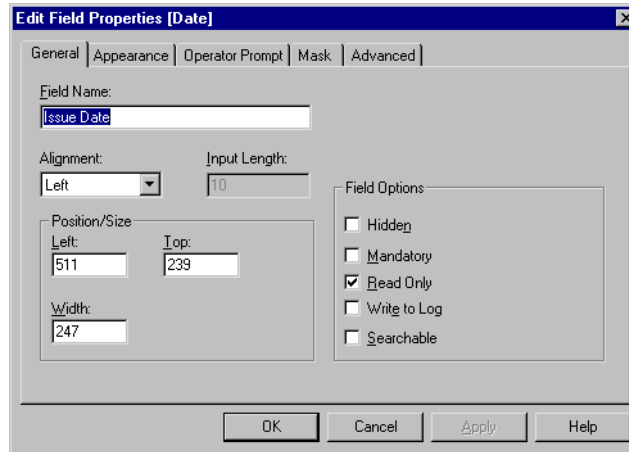 Edit Field Properties [Date]
General Appearance Operator Prompt Mask Advanced
Field Name:
Issue Date
Alignment: Input Length:
Left 10
Field Options
Position/Size
Hidden
Left: Top:
511 239
Mandatory
Read Only
Width:
Write to Log
247
Searchable
OK Cancel Apply Help